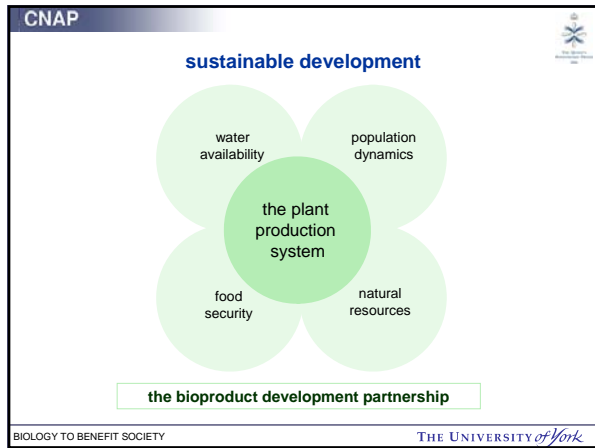 CNAP
sustainable development
water
availability
population
dynamics
the plant
production
system
food
security
natural
resources
the bioproduct development partnership
BIOLOGY TO BENEFIT SOCIETY
THE UNIVERSITY of York